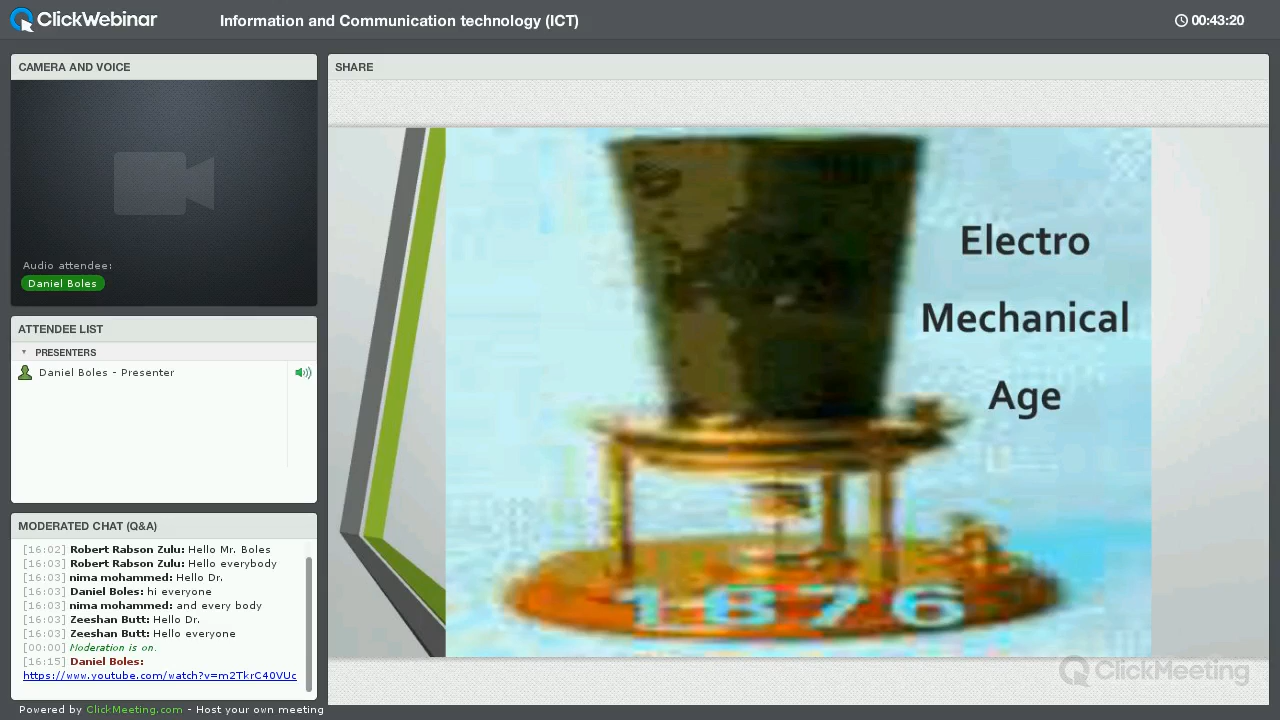 ClickWebinar
Information and Communication technology (ICT)
00:43:20
CAMERA AND VOICE
Audio attendee:
Daniel Boles
ATTENDEE LIST
PRESENTERS
Daniel Boles - Presenter
MODERATED CHAT (Q&A)
[16:02] Robert Rabson Zulu: Hello Mr. Boles
[16:03] Robert Rabson Zulu: Hello everybody
[16:03] nima mohammed: Hello Dr.
[16:03] Daniel Boles: hi everyone
[16:03] nima mohammed: and every body
[16:03] Zeeshan Butt: Hello Dr.
[16:03] Zeeshan Butt: Hello everyone
[00:00] Moderation is on.
[16:15] Daniel Boles:
https://www.youtube.com/watch?v=m2TkrC40VUc
Powered by ClickMeeting.com - Host your own meeting
SHARE
Electro
Mechanical
Age
1876
ClickMeeting